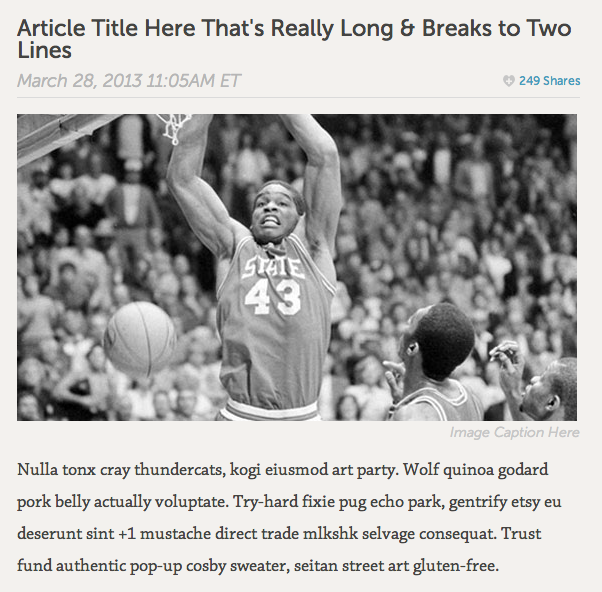 Article Title Here That's Really Long & Breaks to Two
Lines
March 28, 2013 11:05AM ET
249 Shares
STATE
43
Image Caption Here
Nulla tonx cray thundercats, kogi eiusmod art party. Wolf quinoa godard
pork belly actually voluptate. Try-hard fixie pug echo park, gentrify etsy eu
deserunt sint +1 mustache direct trade mlkshk selvage consequat. Trust
fund authentic pop-up cosby sweater, seitan street art gluten-free.